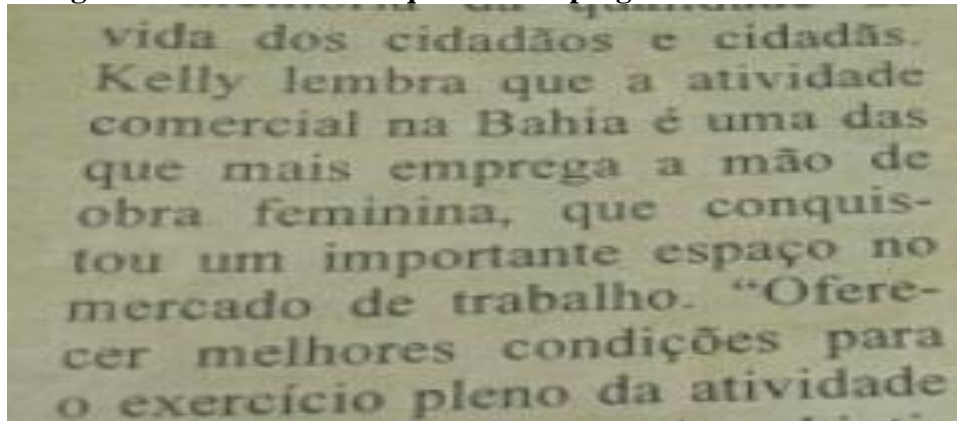 da qualidade
vida dos cidadãos e cidadãs.
Kelly lembra que a atividade
comercial na Bahia é uma das
que mais emprega a mão de
obra feminina, que conquis-
tou um importante espaço no
mercado de trabalho. “Ofere-
cer melhores condições para
o exercício pleno da atividade